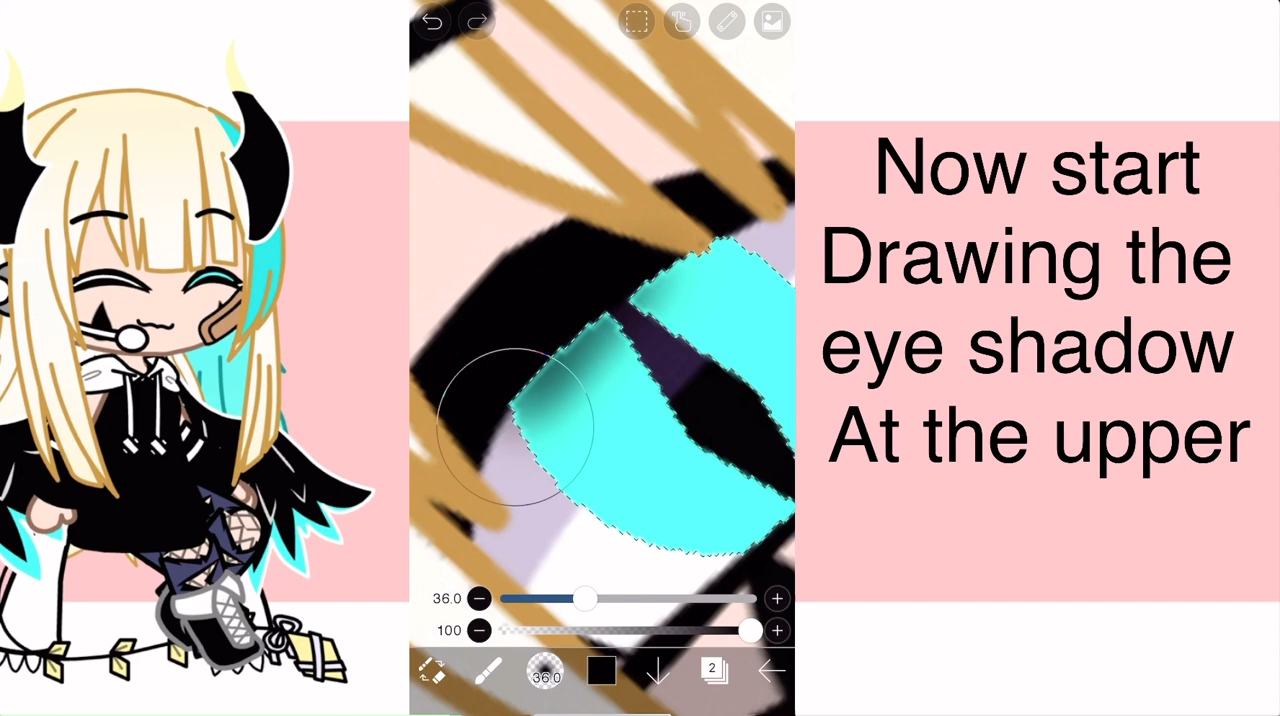 Now start
Drawing the
eye shadow
At the upper
36.0
100
36.0
2